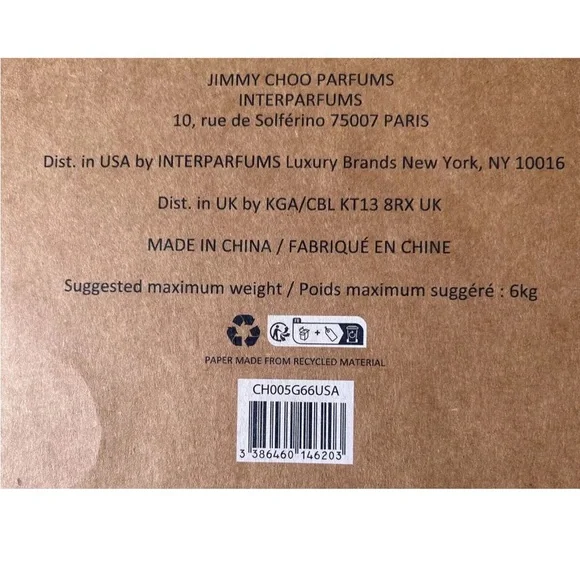 JIMMY CHOO PARFUMS
INTERPARFUMS
10, rue de Solférino 75007 PARIS
Dist. in USA by INTERPARFUMS Luxury Brands New York, NY 10016
Dist. in UK by KGA/CBL KT13 8RX UK
MADE IN CHINA / FABRIQUÉ EN CHINE
Suggested maximum weight / Poids maximum suggéré : 6kg
FR
+
PAPER MADE FROM RECYCLED MATERIAL
CH005G66USA
3 386460 146203